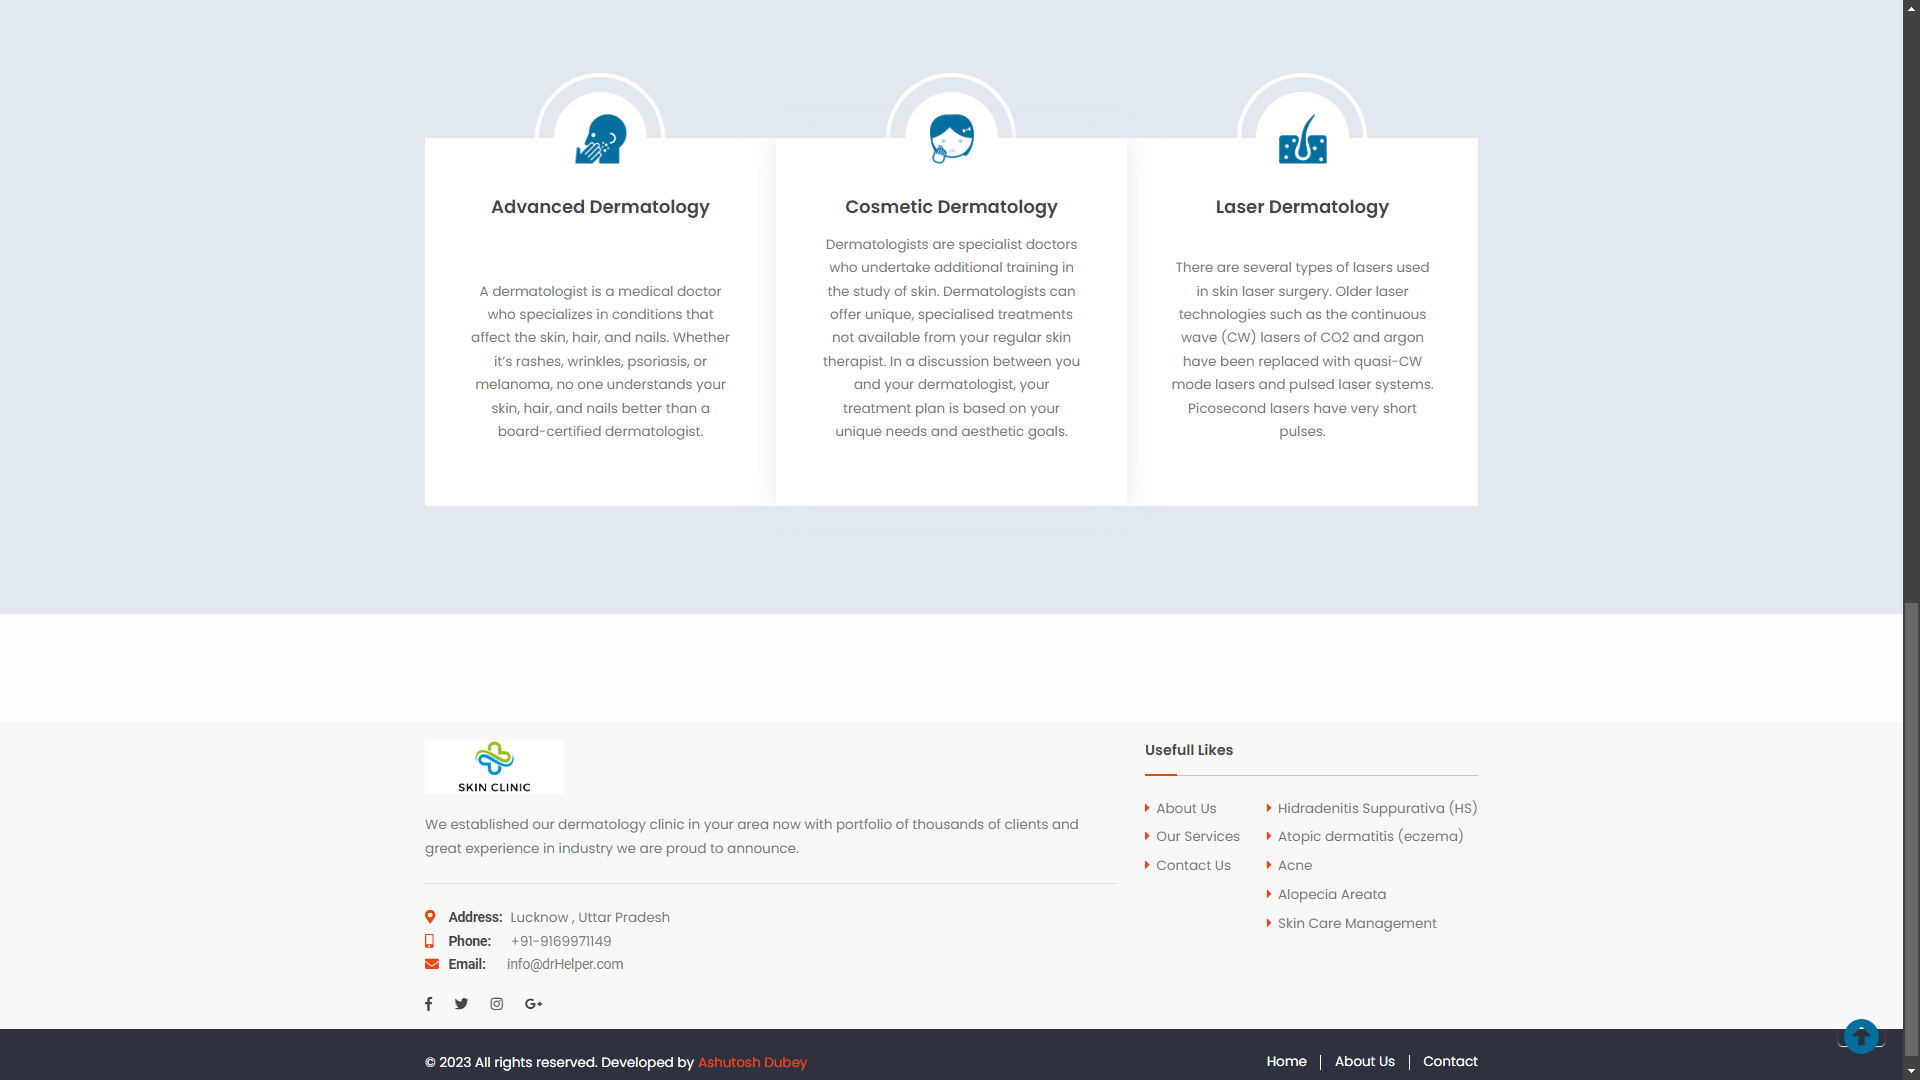 Advanced Dermatology
A dermatologist is a medical doctor
who specializes in conditions that
affect the skin, hair, and nails. Whether
it’s rashes, wrinkles, psoriasis, or
melanoma, no one understands your
skin, hair, and nails better than a
board-certified dermatologist.
Cosmetic Dermatology
Dermatologists are specialist doctors
who undertake additional training in
the study of skin. Dermatologists can
offer unique, specialised treatments
not available from your regular skin
therapist. In a discussion between you
and your dermatologist, your
treatment plan is based on your
unique needs and aesthetic goals.
Laser Dermatology
There are several types of lasers used
in skin laser surgery. Older laser
technologies such as the continuous
wave (CW) lasers of CO2 and argon
have been replaced with quasi-CW
mode lasers and pulsed laser systems.
Picosecond lasers have very short
pulses.
SKIN CLINIC
We established our dermatology clinic in your area now with portfolio of thousands of clients and
great experience in industry we are proud to announce.
Address: Lucknow , Uttar Pradesh
Phone: +91-9169971149
Email: info@drHelper.com
Usefull Likes
About Us
Our Services
Contact Us
Hidradenitis Suppurativa (HS)
Atopic dermatitis (eczema)
Acne
Alopecia Areata
Skin Care Management
© 2023 All rights reserved. Developed by Ashutosh Dubey
Home | About Us | Contact